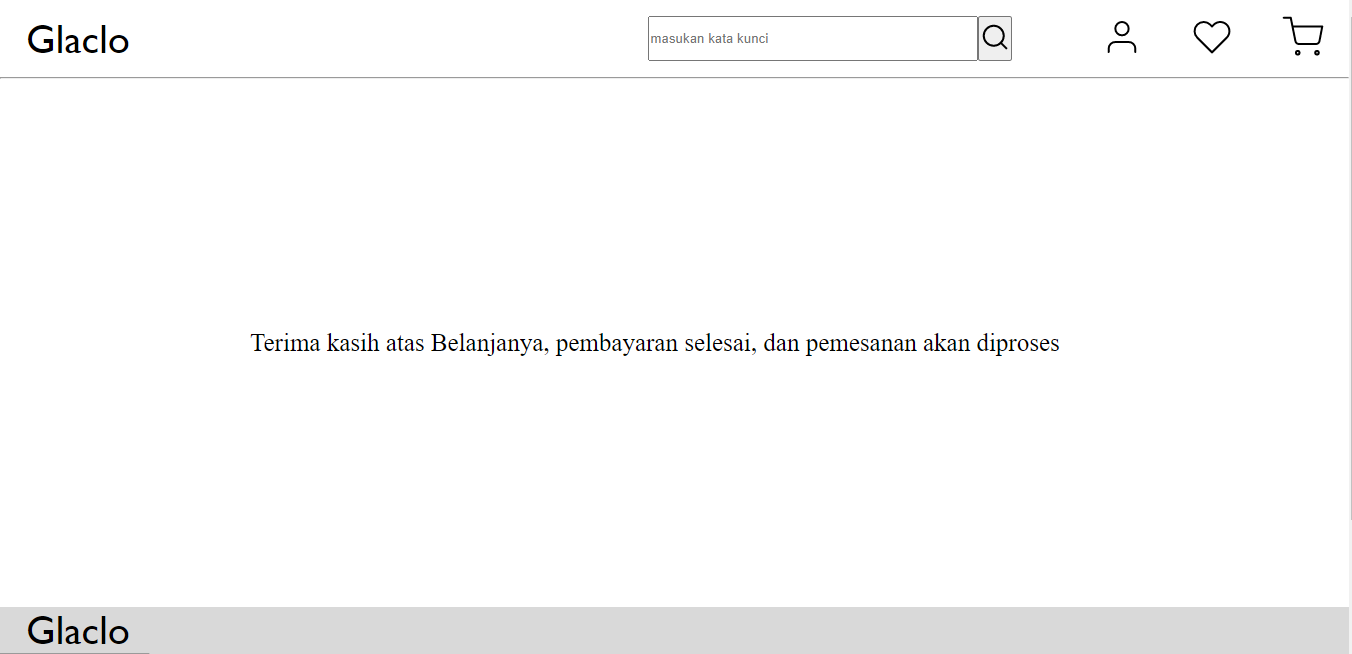 Glaclo
masukan kata kunci
Terima kasih atas Belanjanya, pembayaran selesai, dan pemesanan akan diproses
Glaclo